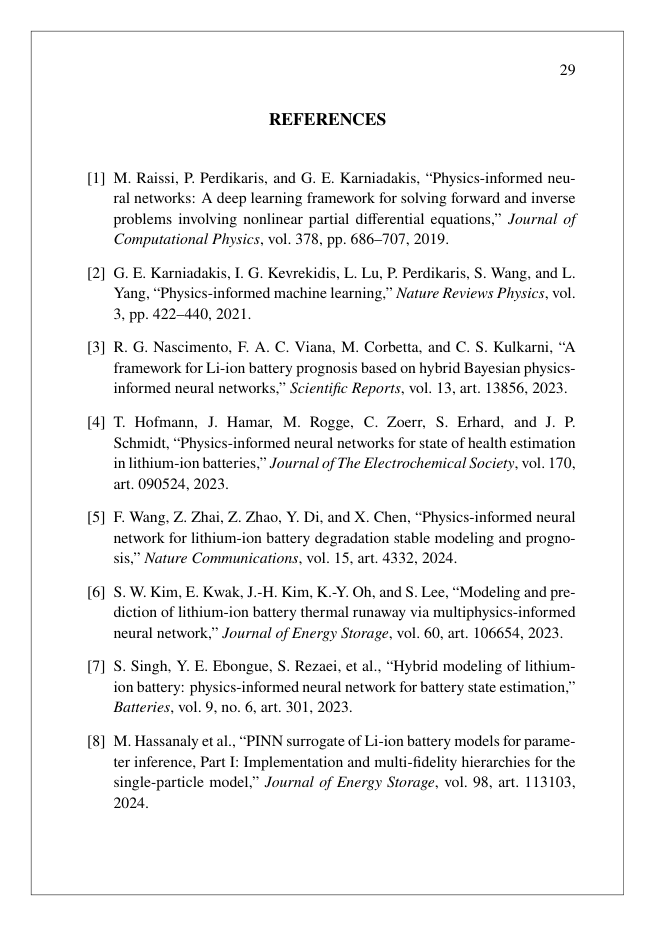 29
REFERENCES
[1] M. Raissi, P. Perdikaris, and G. E. Karniadakis, “Physics-informed neu-
ral networks: A deep learning framework for solving forward and inverse
problems involving nonlinear partial differential equations,” Journal of
Computational Physics, vol. 378, pp. 686–707, 2019.
[2] G. E. Karniadakis, I. G. Kevrekidis, L. Lu, P. Perdikaris, S. Wang, and L.
Yang, “Physics-informed machine learning,” Nature Reviews Physics, vol.
3, pp. 422–440, 2021.
[3] R. G. Nascimento, F. A. C. Viana, M. Corbetta, and C. S. Kulkarni, “A
framework for Li-ion battery prognosis based on hybrid Bayesian physics-
informed neural networks,” Scientific Reports, vol. 13, art. 13856, 2023.
[4] T. Hofmann, J. Hamar, M. Rogge, C. Zoerr, S. Erhard, and J. P.
Schmidt, “Physics-informed neural networks for state of health estimation
in lithium-ion batteries,” Journal of The Electrochemical Society, vol. 170,
art. 090524, 2023.
[5] F. Wang, Z. Zhai, Z. Zhao, Y. Di, and X. Chen, “Physics-informed neural
network for lithium-ion battery degradation stable modeling and progno-
sis,” Nature Communications, vol. 15, art. 4332, 2024.
[6] S. W. Kim, E. Kwak, J.-H. Kim, K.-Y. Oh, and S. Lee, “Modeling and pre-
diction of lithium-ion battery thermal runaway via multiphysics-informed
neural network,” Journal of Energy Storage, vol. 60, art. 106654, 2023.
[7] S. Singh, Y. E. Ebongue, S. Rezaei, et al., “Hybrid modeling of lithium-
ion battery: physics-informed neural network for battery state estimation,”
Batteries, vol. 9, no. 6, art. 301, 2023.
[8] M. Hassanaly et al., “PINN surrogate of Li-ion battery models for parame-
ter inference, Part I: Implementation and multi-fidelity hierarchies for the
single-particle model,” Journal of Energy Storage, vol. 98, art. 113103,
2024.